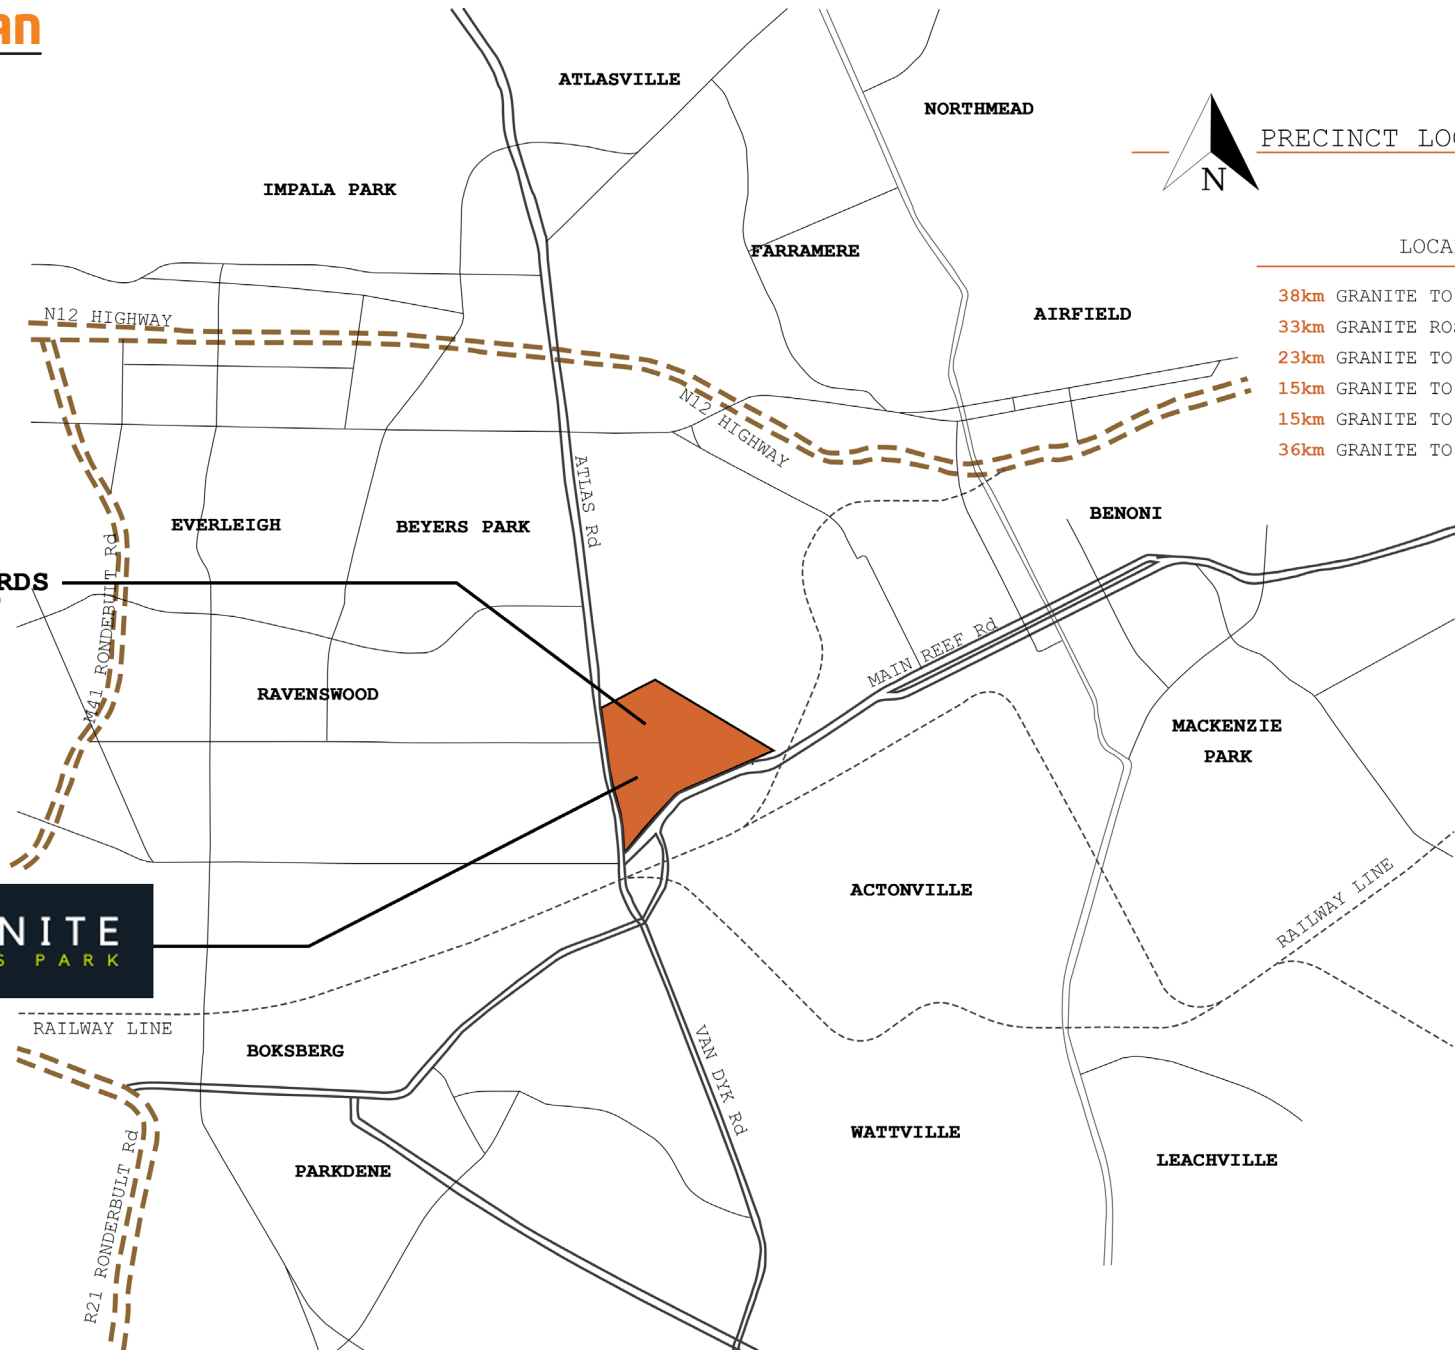 an
ATLASVILLE
NORTHMEAD
PRECINCT LOC
N
IMPALA PARK
FARRAMERE
LOCA
38km GRANITE TO
33km GRANITE ROS
23km GRANITE TO
15km GRANITE TO
15km GRANITE TO
36km GRANITE TO
N12 HIGHWAY
AIRFIELD
N12 HIGHWAY
ATLAS Rd
EVERLEIGH
BEYERS PARK
BENONI
RDS
M41 RONDEBULT Rd
MAIN REEF Rd
RAVENSWOOD
MACKENZIE
PARK
ACTONVILLE
RAILWAY LINE
NITE
S PARK
RAILWAY LINE
BOKSBERG
VAN DYK Rd
WATTVILLE
LEACHVILLE
PARKDENE
R21 RONDERBULT Rd